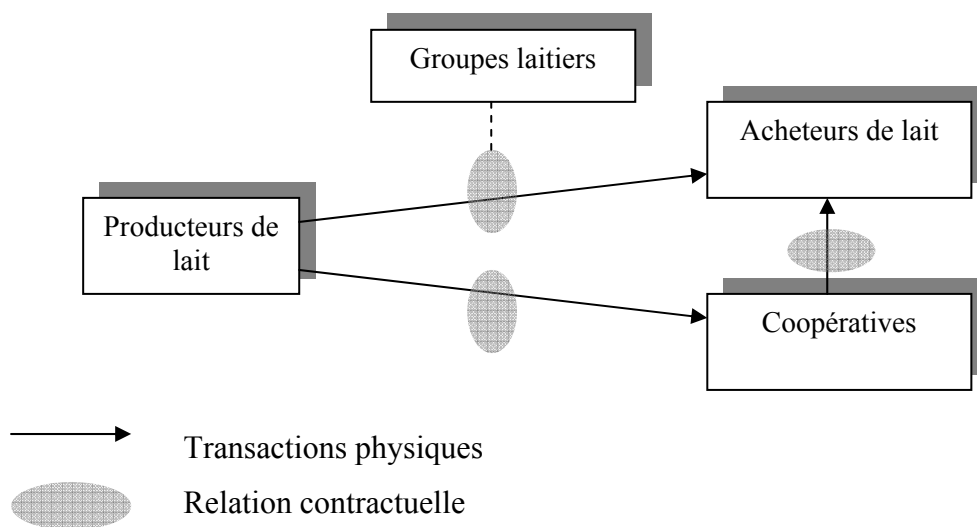 Groupes laitiers
Acheteurs de lait
Producteurs de
lait
Coopératives
Transactions physiques
Relation contractuelle